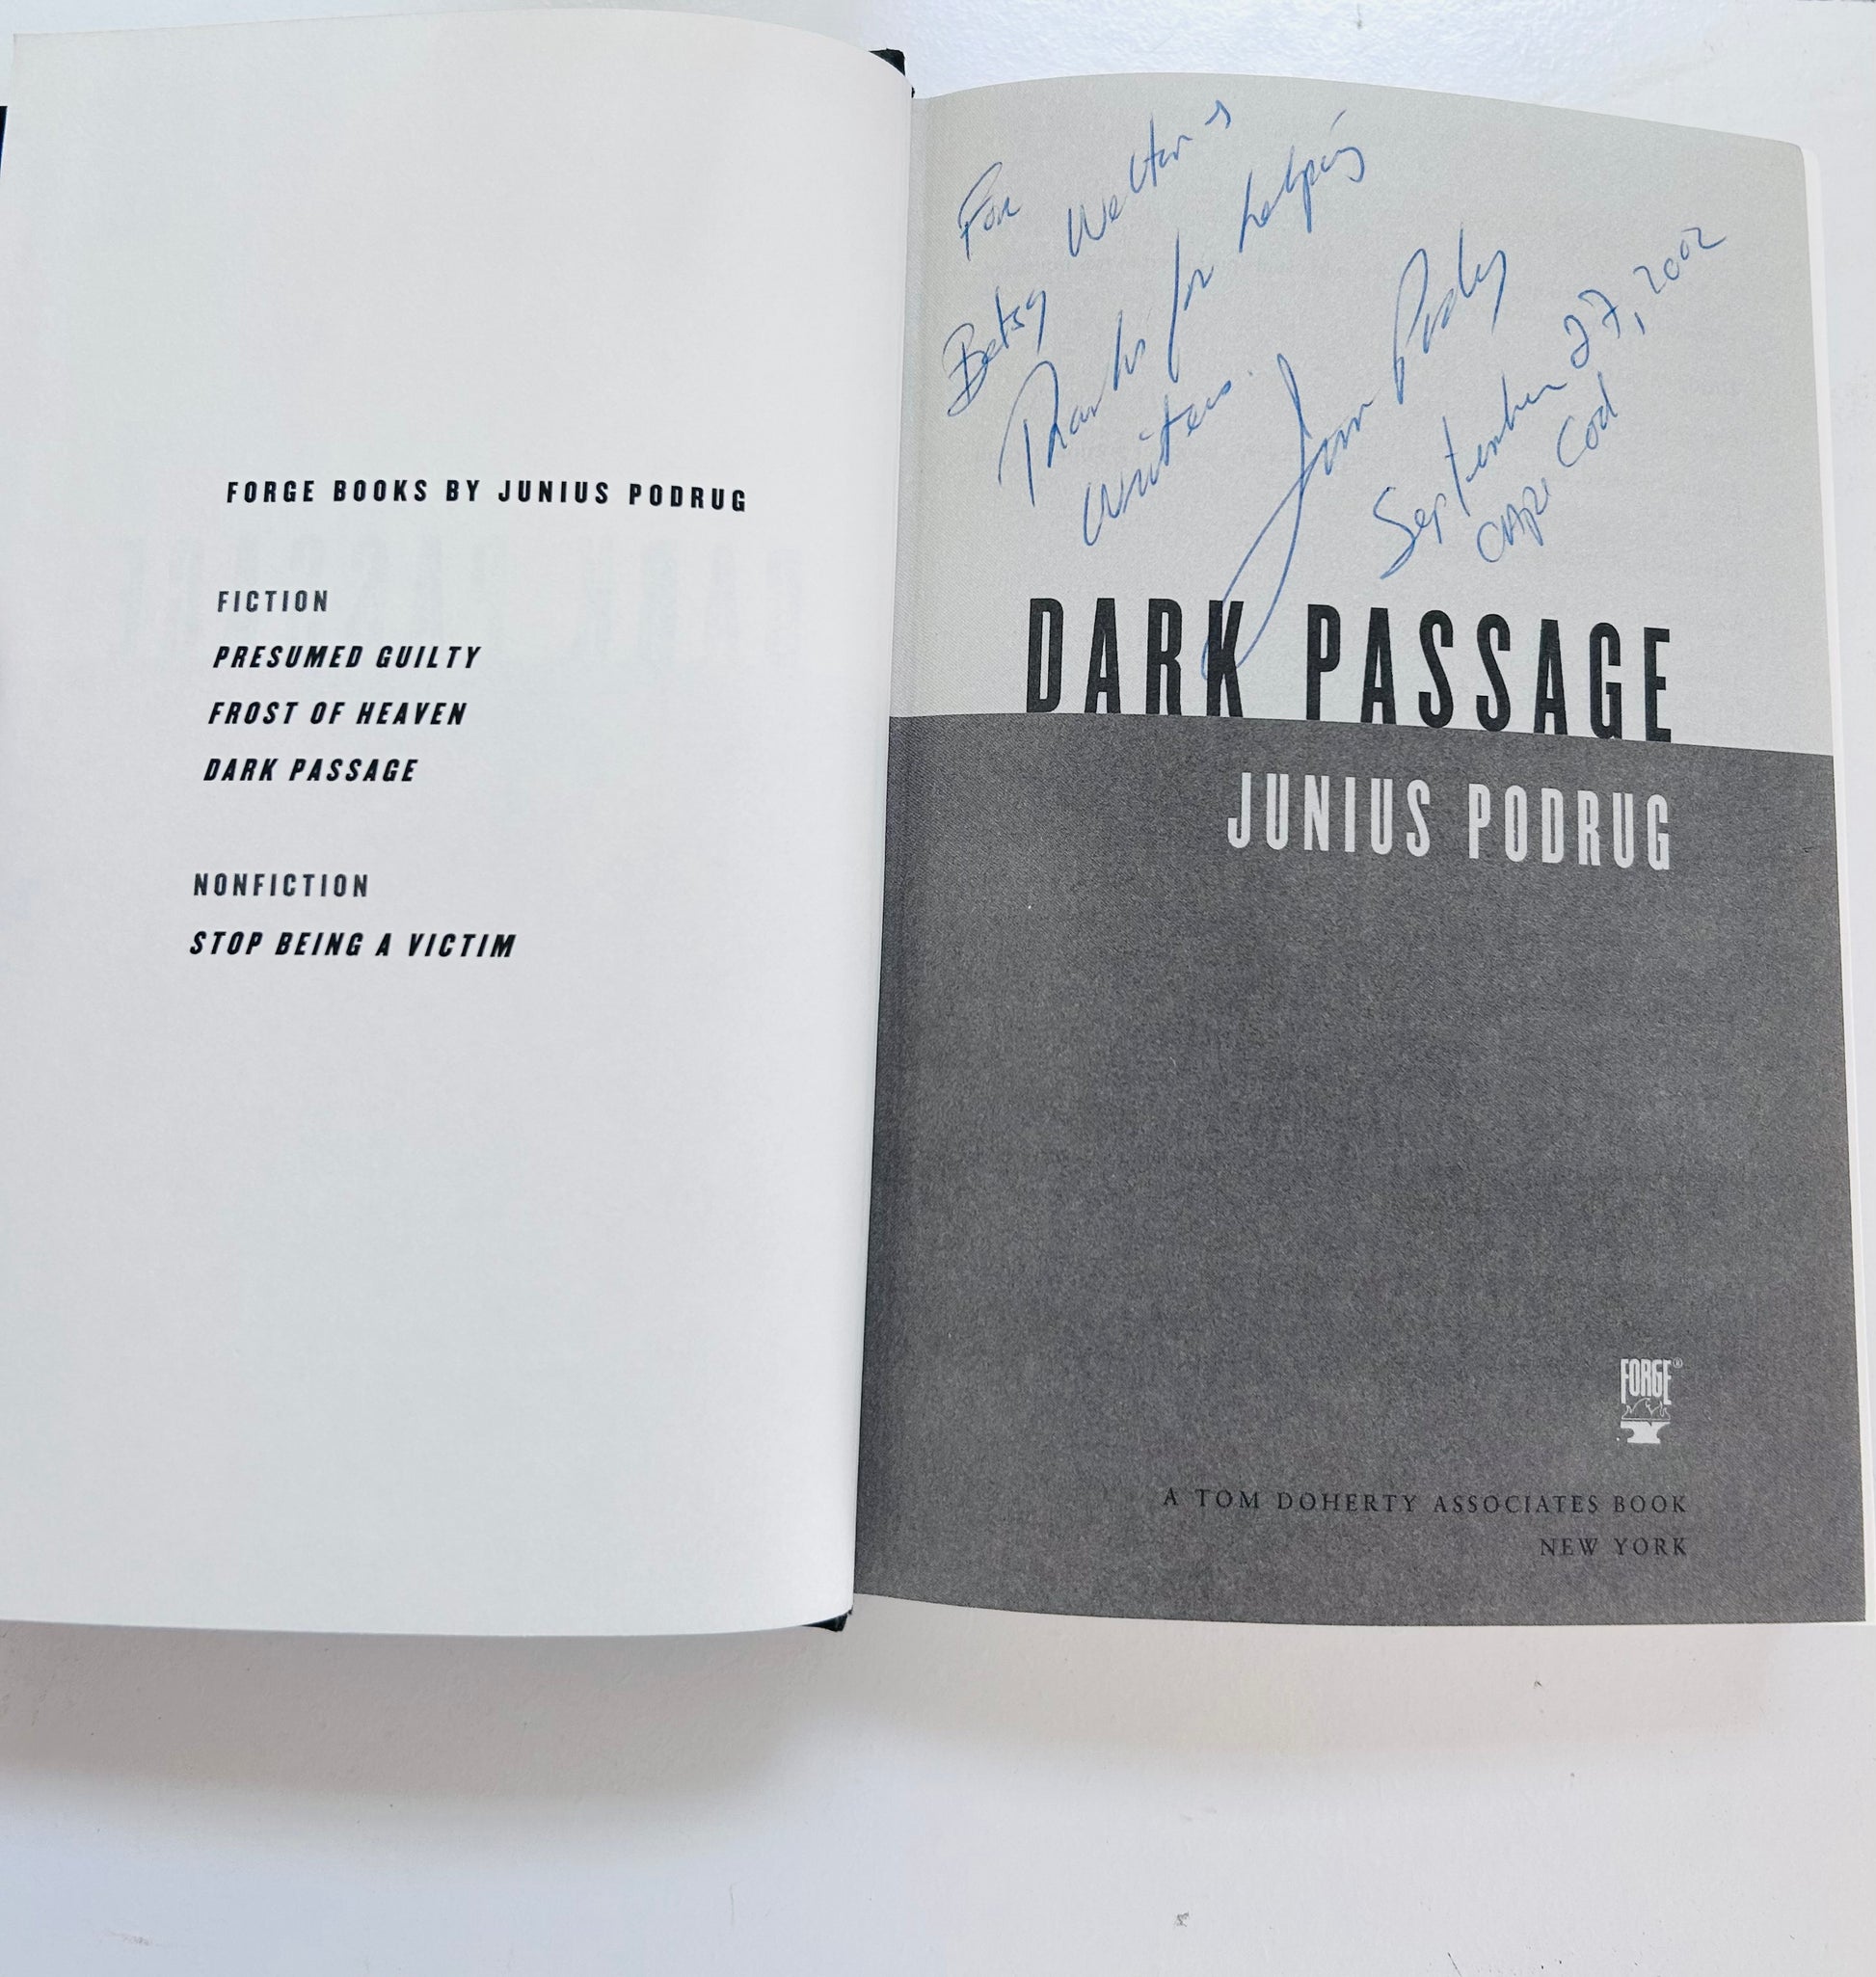 FORGE BOOKS BY JUNIUS PODRUG
FICTION
PRESUMED GUILTY
FROST OF HEAVEN
DARK PASSAGE
NONFICTION
STOP BEING A VICTIM
For Welton &
Betsy
Thanks for helping
writers.
September 27, 2002
Cape Cod
DARK PASSAGE
JUNIUS PODRUG
FORGE®
A TOM DOHERTY ASSOCIATES BOOK
NEW YORK